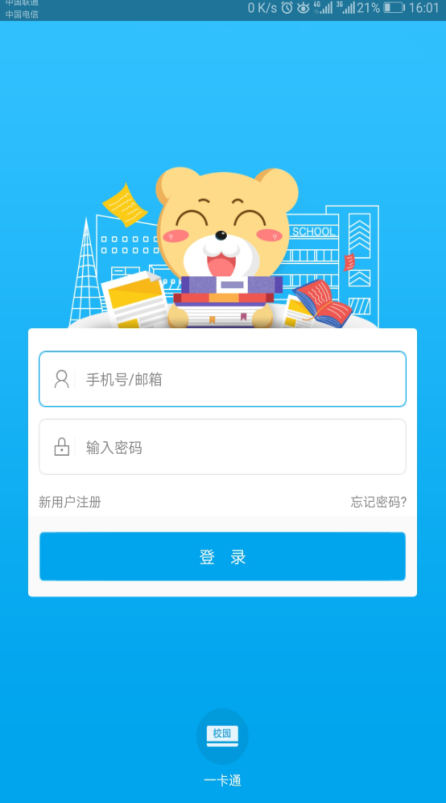 中国联通
中国电信
0 K/s 4G 3G 21% 16:01
SCHOOL
手机号/邮箱
输入密码
新用户注册 忘记密码?
登 录
校园
一卡通